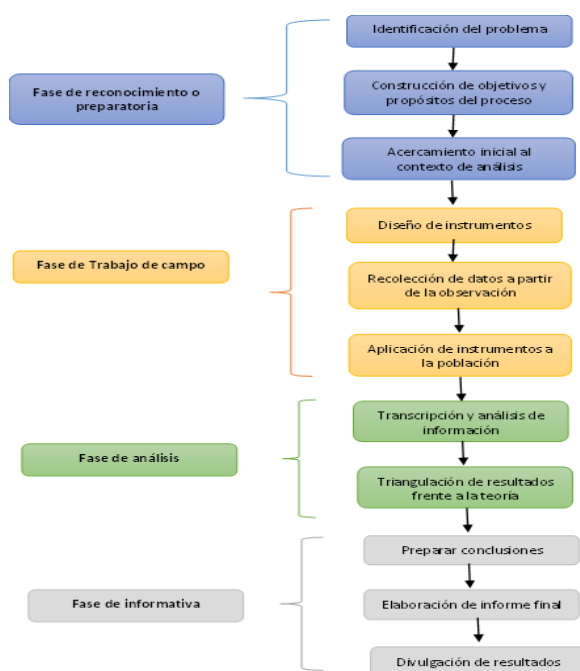 Fase de reconocimiento o
preparatoria
Identificación del problema
Construcción de objetivos y
propósitos del proceso
Acercamiento inicial al
contexto de análisis
Fase de Trabajo de campo
Diseño de instrumentos
Recolección de datos a partir
de la observación
Aplicación de instrumentos a
la población
Fase de análisis
Transcripción y análisis de
información
Triangulación de resultados
frente a la teoría
Fase de informativa
Preparar conclusiones
Elaboración de informe final
Divulgación de resultados